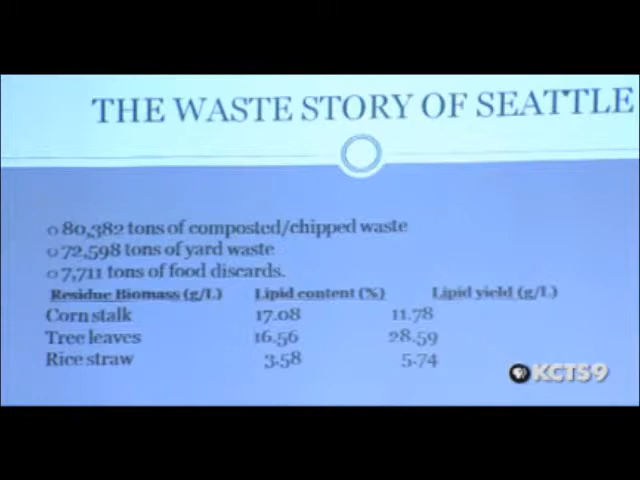 THE WASTE STORY OF SEATTLE
80,382 tons of composted/chipped waste
72,598 tons of yard waste
7,711 tons of food discards.
Residue Biomass (g/L) Lipid content (%) Lipid yield (g/L)
Corn stalk 17.08 11.78
Tree leaves 16.56 28.59
Rice straw 3.58 5.74
KCTS9